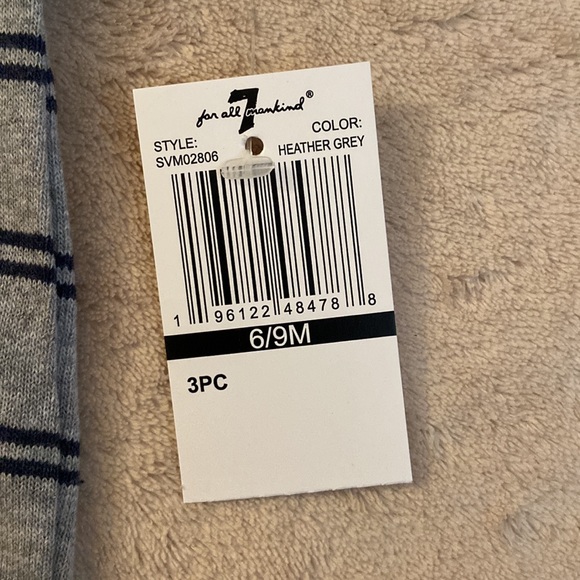 7
for all mankind®
STYLE:
SVM02806
COLOR:
HEATHER GREY
1 96122 48478 8
6/9M
3PC